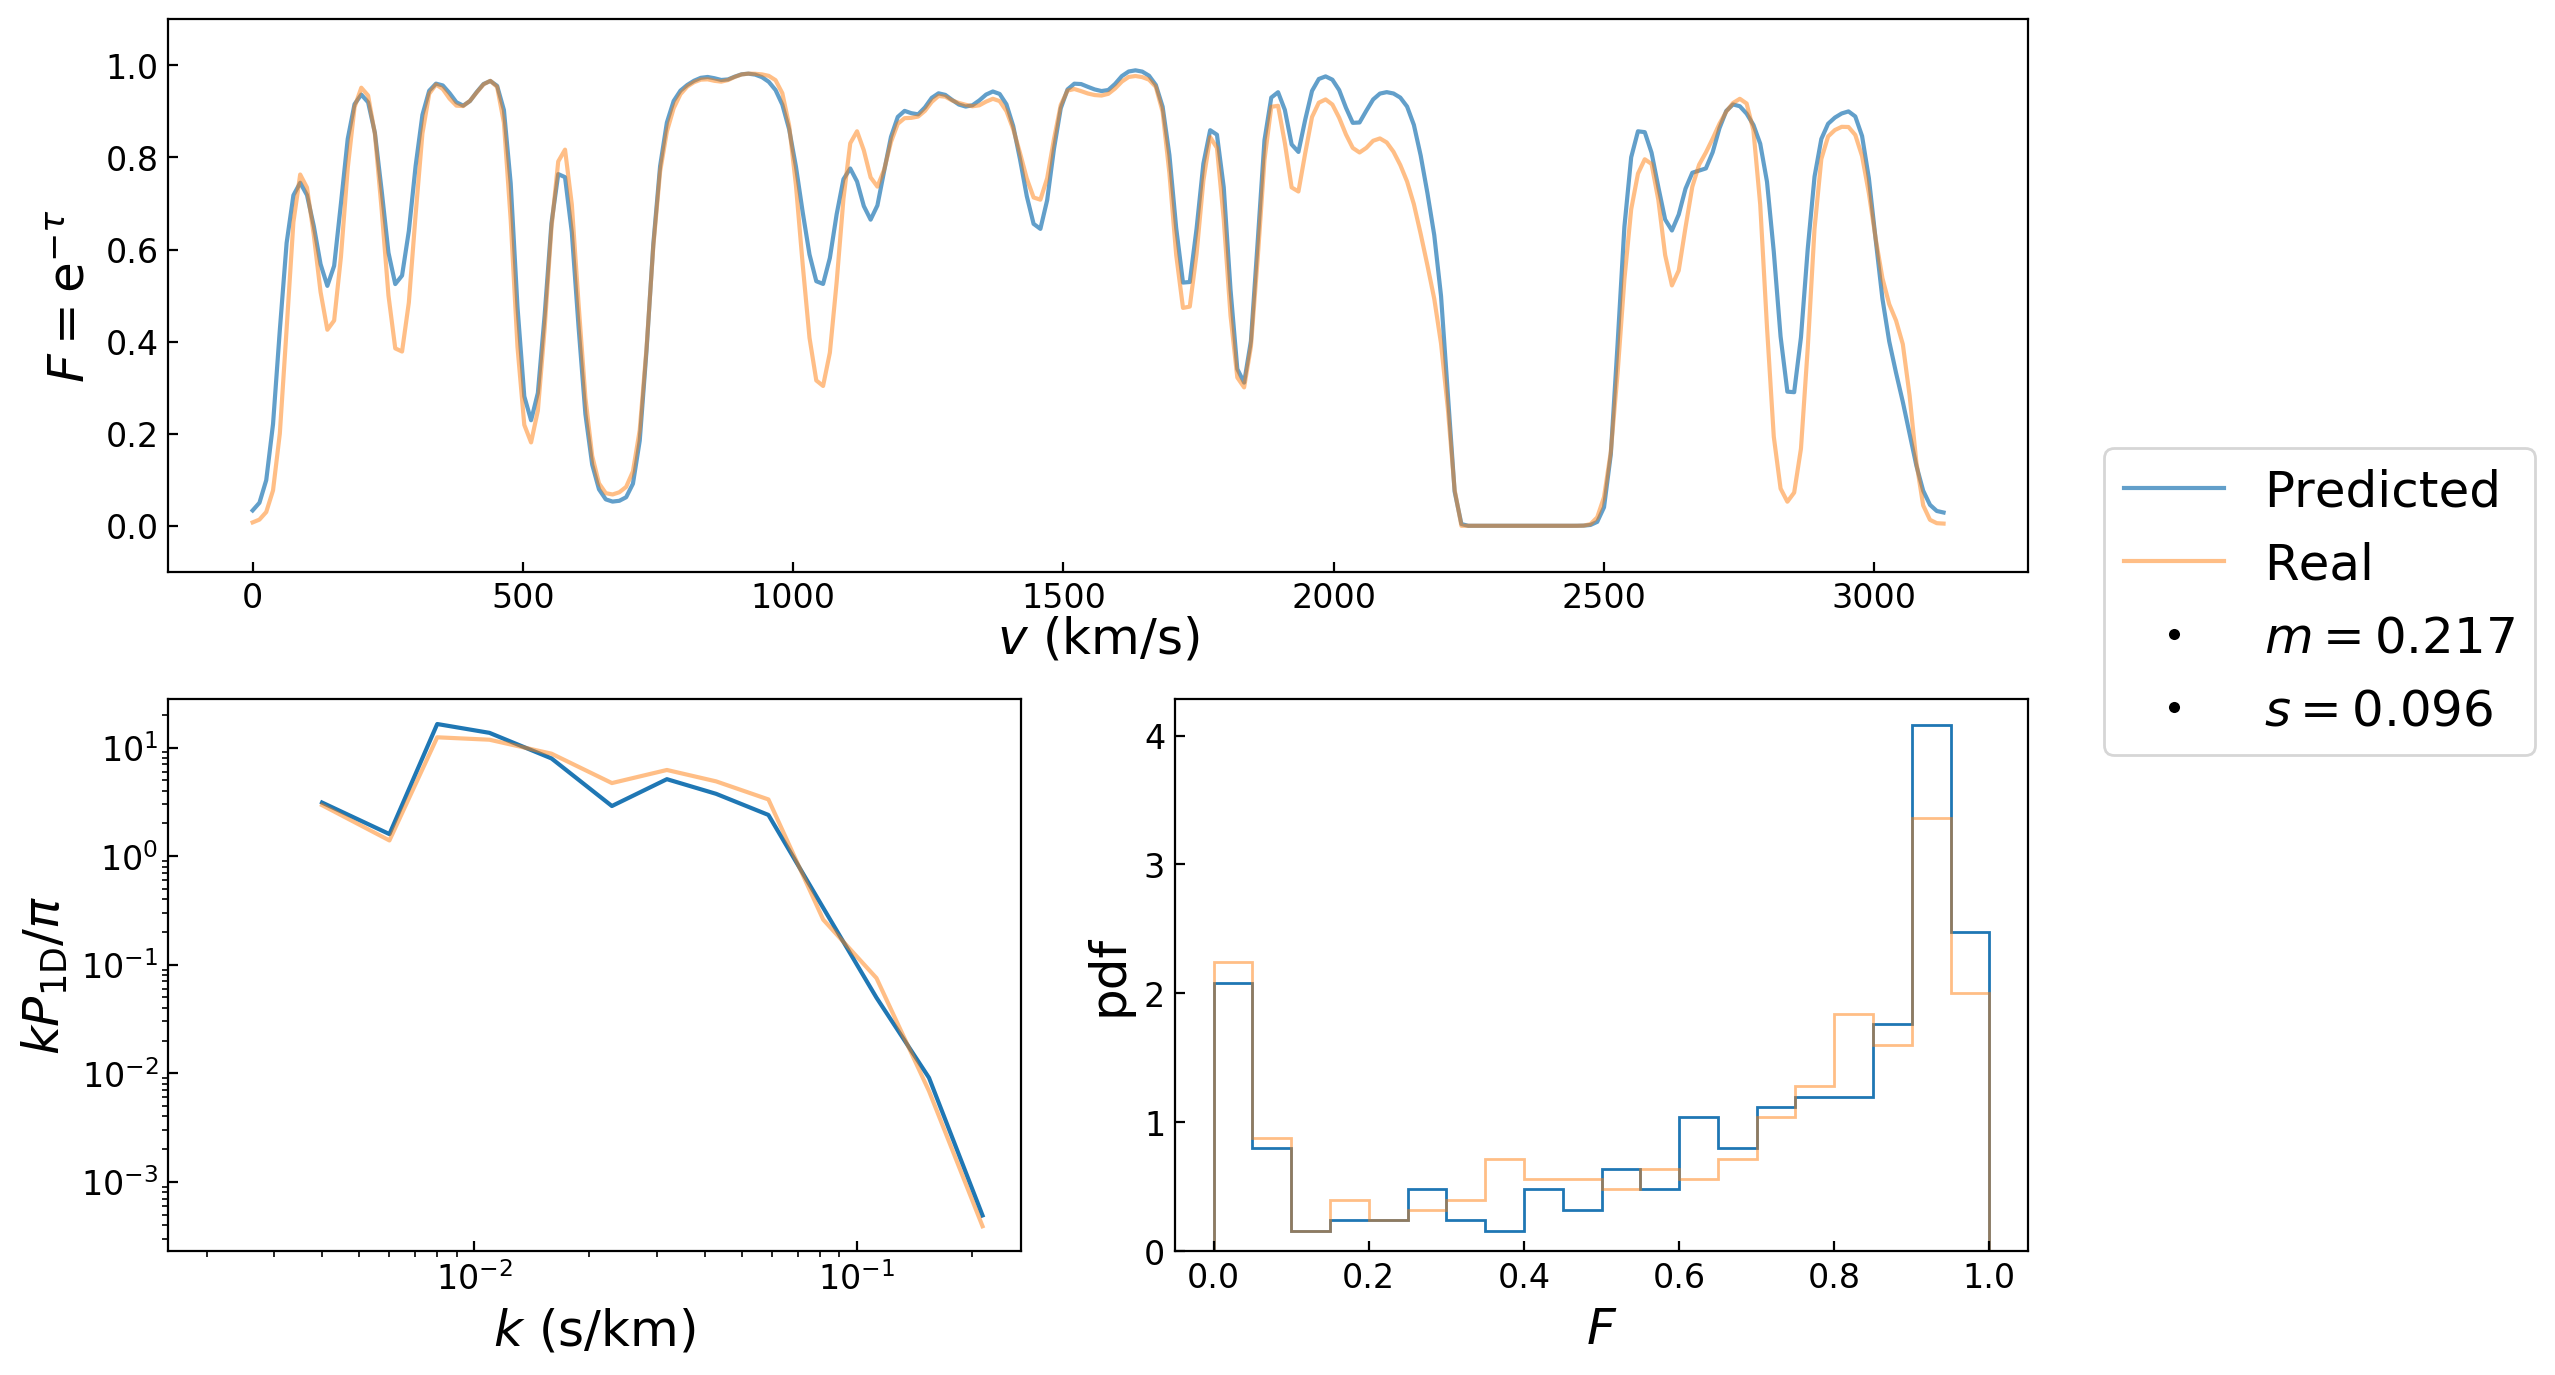 F = e^{−τ}
1.0
0.8
0.6
0.4
0.2
0.0
0 500 1000 1500 2000 2500 3000
v (km/s)
Predicted
Real
m = 0.217
s = 0.096
kP_{1D}/π
10^{1}
10^{0}
10^{−1}
10^{−2}
10^{−3}
10^{−2} 10^{−1}
k (s/km)
pdf
4
3
2
1
0
0.0 0.2 0.4 0.6 0.8 1.0
F